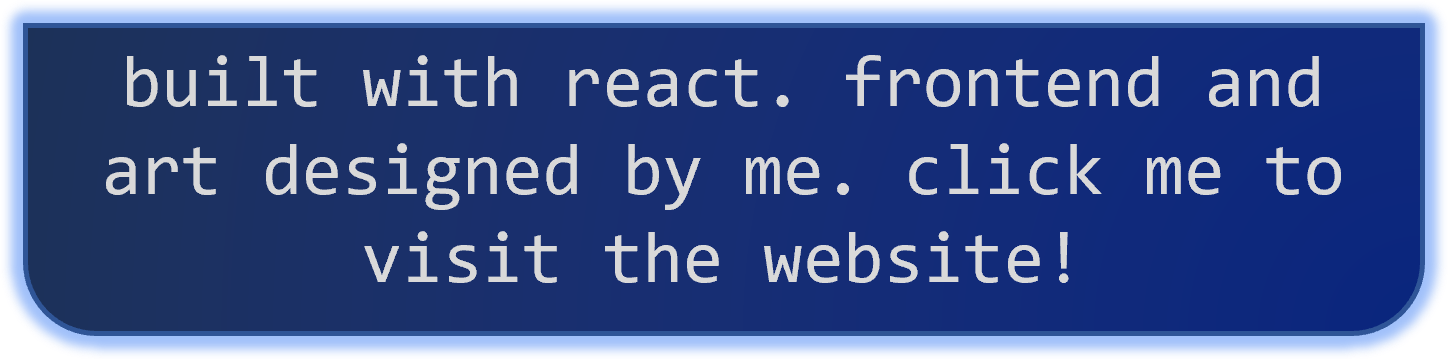 built with react. frontend and
art designed by me. click me to
visit the website!